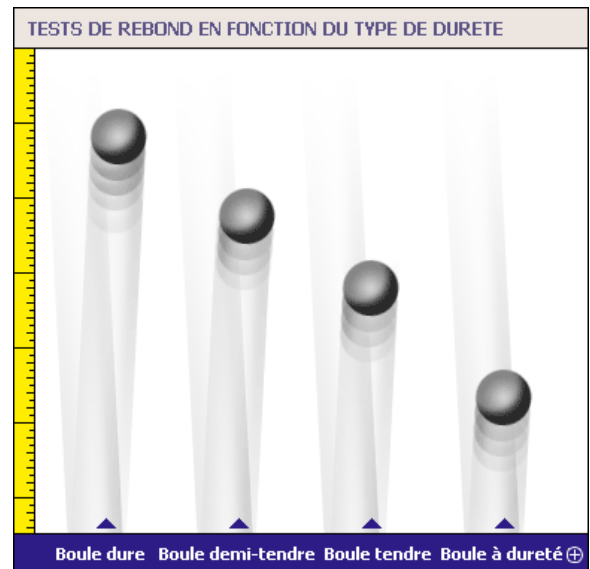 TESTS DE REBOND EN FONCTION DU TYPE DE DURETE
Boule dure Boule demi-tendre Boule tendre Boule à dureté ⊕